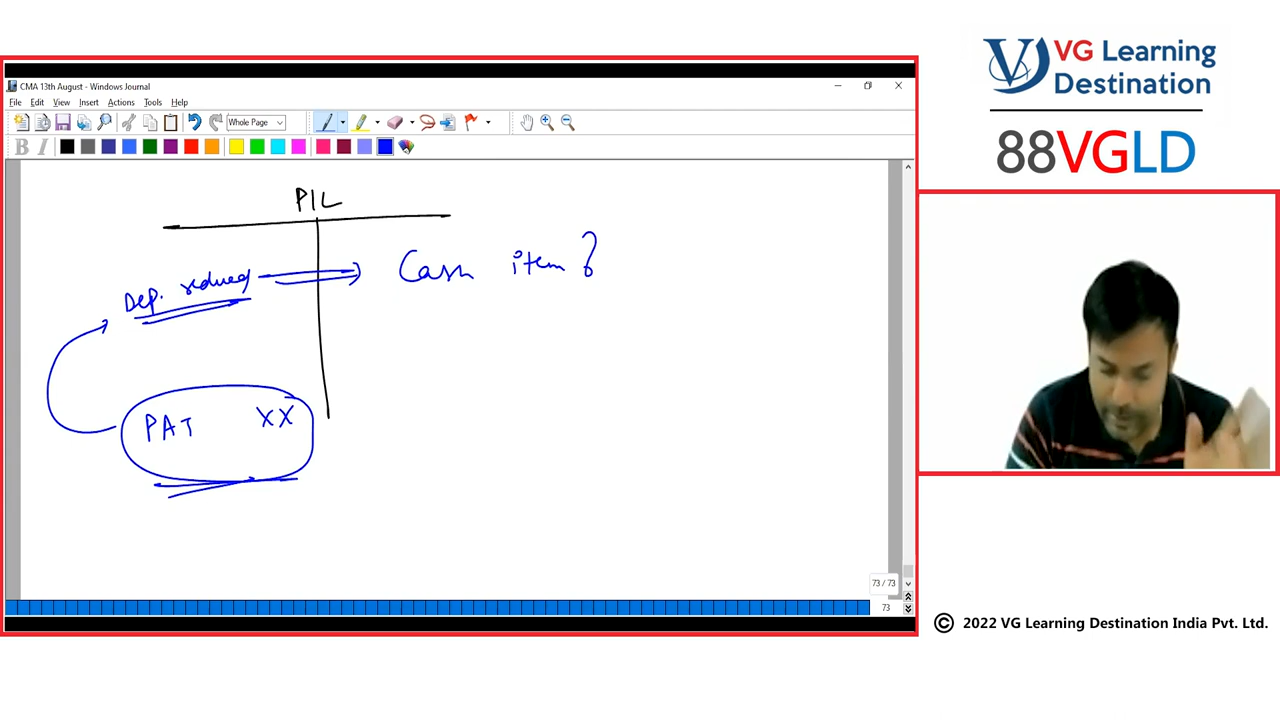 CMA 13th August - Windows Journal
File Edit View Insert Actions Tools Help
Whole Page
B I
P/L
Dep. reduced
Cash item ?
PAT XX
73 / 73
73
VG Learning
Destination
88VGLD
© 2022 VG Learning Destination India Pvt. Ltd.